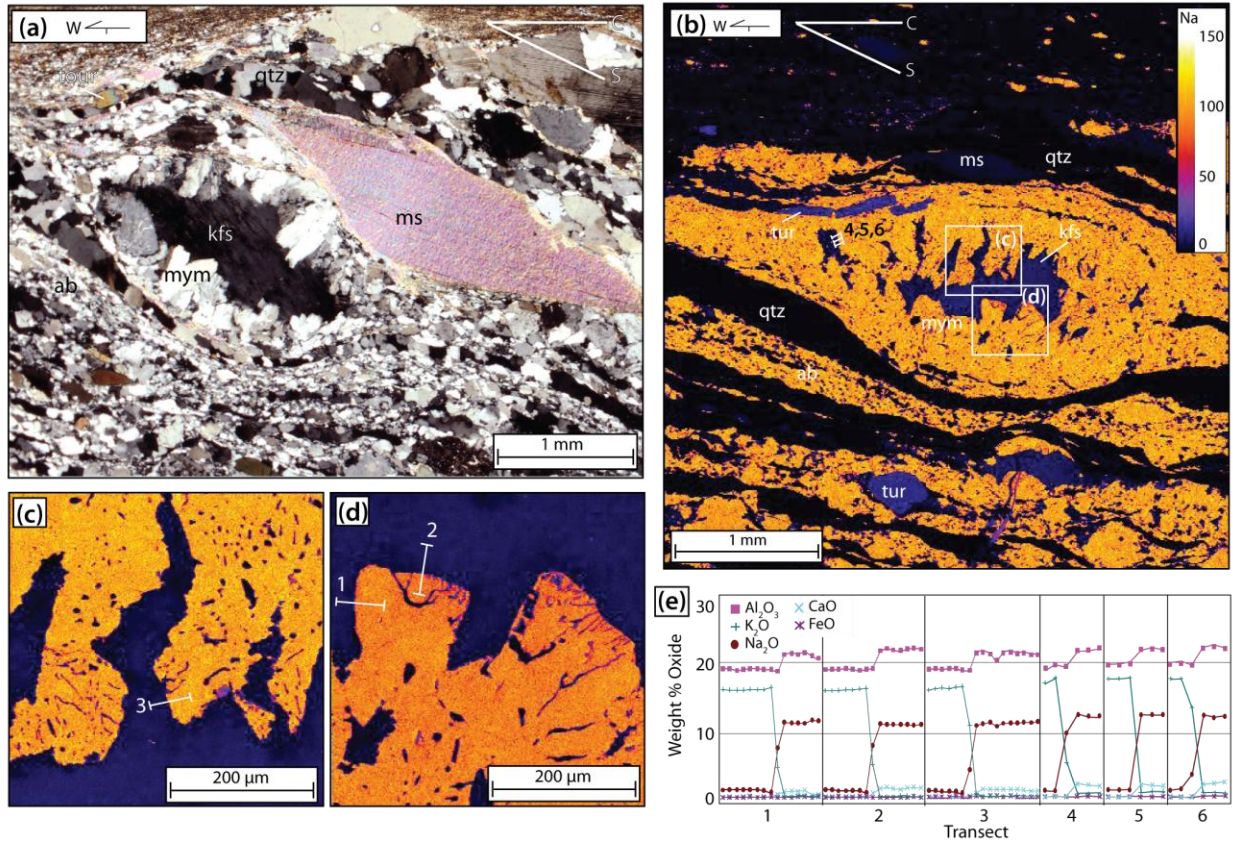 (a)
W
C
S
tour
qtz
ms
kfs
mym
ab
1 mm
(b)
W
C
S
Na
150
100
50
0
ms
qtz
tur
4,5,6
(c)
kfs
(d)
qtz
mym
ab
tur
1 mm
(c)
3
200 µm
(d)
1
2
200 µm
(e)
Al2O3
K2O
Na2O
CaO
FeO
30
20
10
0
Weight % Oxide
1 2 3 4 5 6
Transect